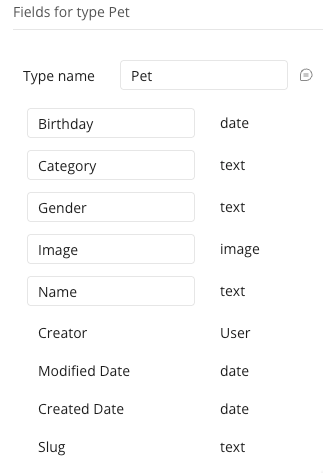 Fields for type Pet
Type name Pet
Birthday date
Category text
Gender text
Image image
Name text
Creator User
Modified Date date
Created Date date
Slug text